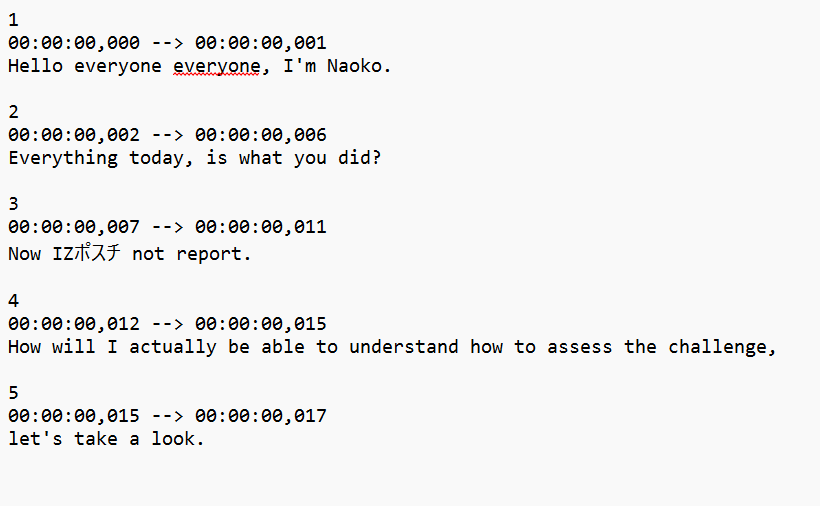 1
00:00:00,000 --> 00:00:00,001
Hello everyone everyone, I'm Naoko.
2
00:00:00,002 --> 00:00:00,006
Everything today, is what you did?
3
00:00:00,007 --> 00:00:00,011
Now IZポスチ not report.
4
00:00:00,012 --> 00:00:00,015
How will I actually be able to understand how to assess the challenge,
5
00:00:00,015 --> 00:00:00,017
let's take a look.